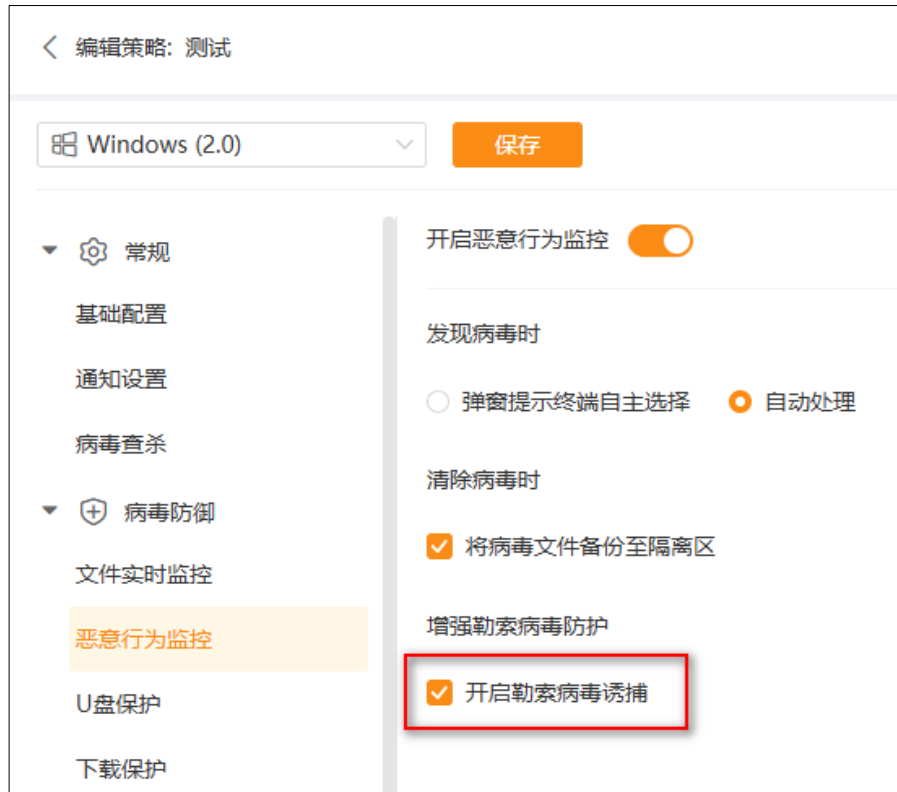 编辑策略: 测试
Windows (2.0)
保存
常规
基础配置
通知设置
病毒查杀
病毒防御
文件实时监控
恶意行为监控
U盘保护
下载保护
开启恶意行为监控
发现病毒时
弹窗提示终端自主选择
自动处理
清除病毒时
将病毒文件备份至隔离区
增强勒索病毒防护
开启勒索病毒诱捕